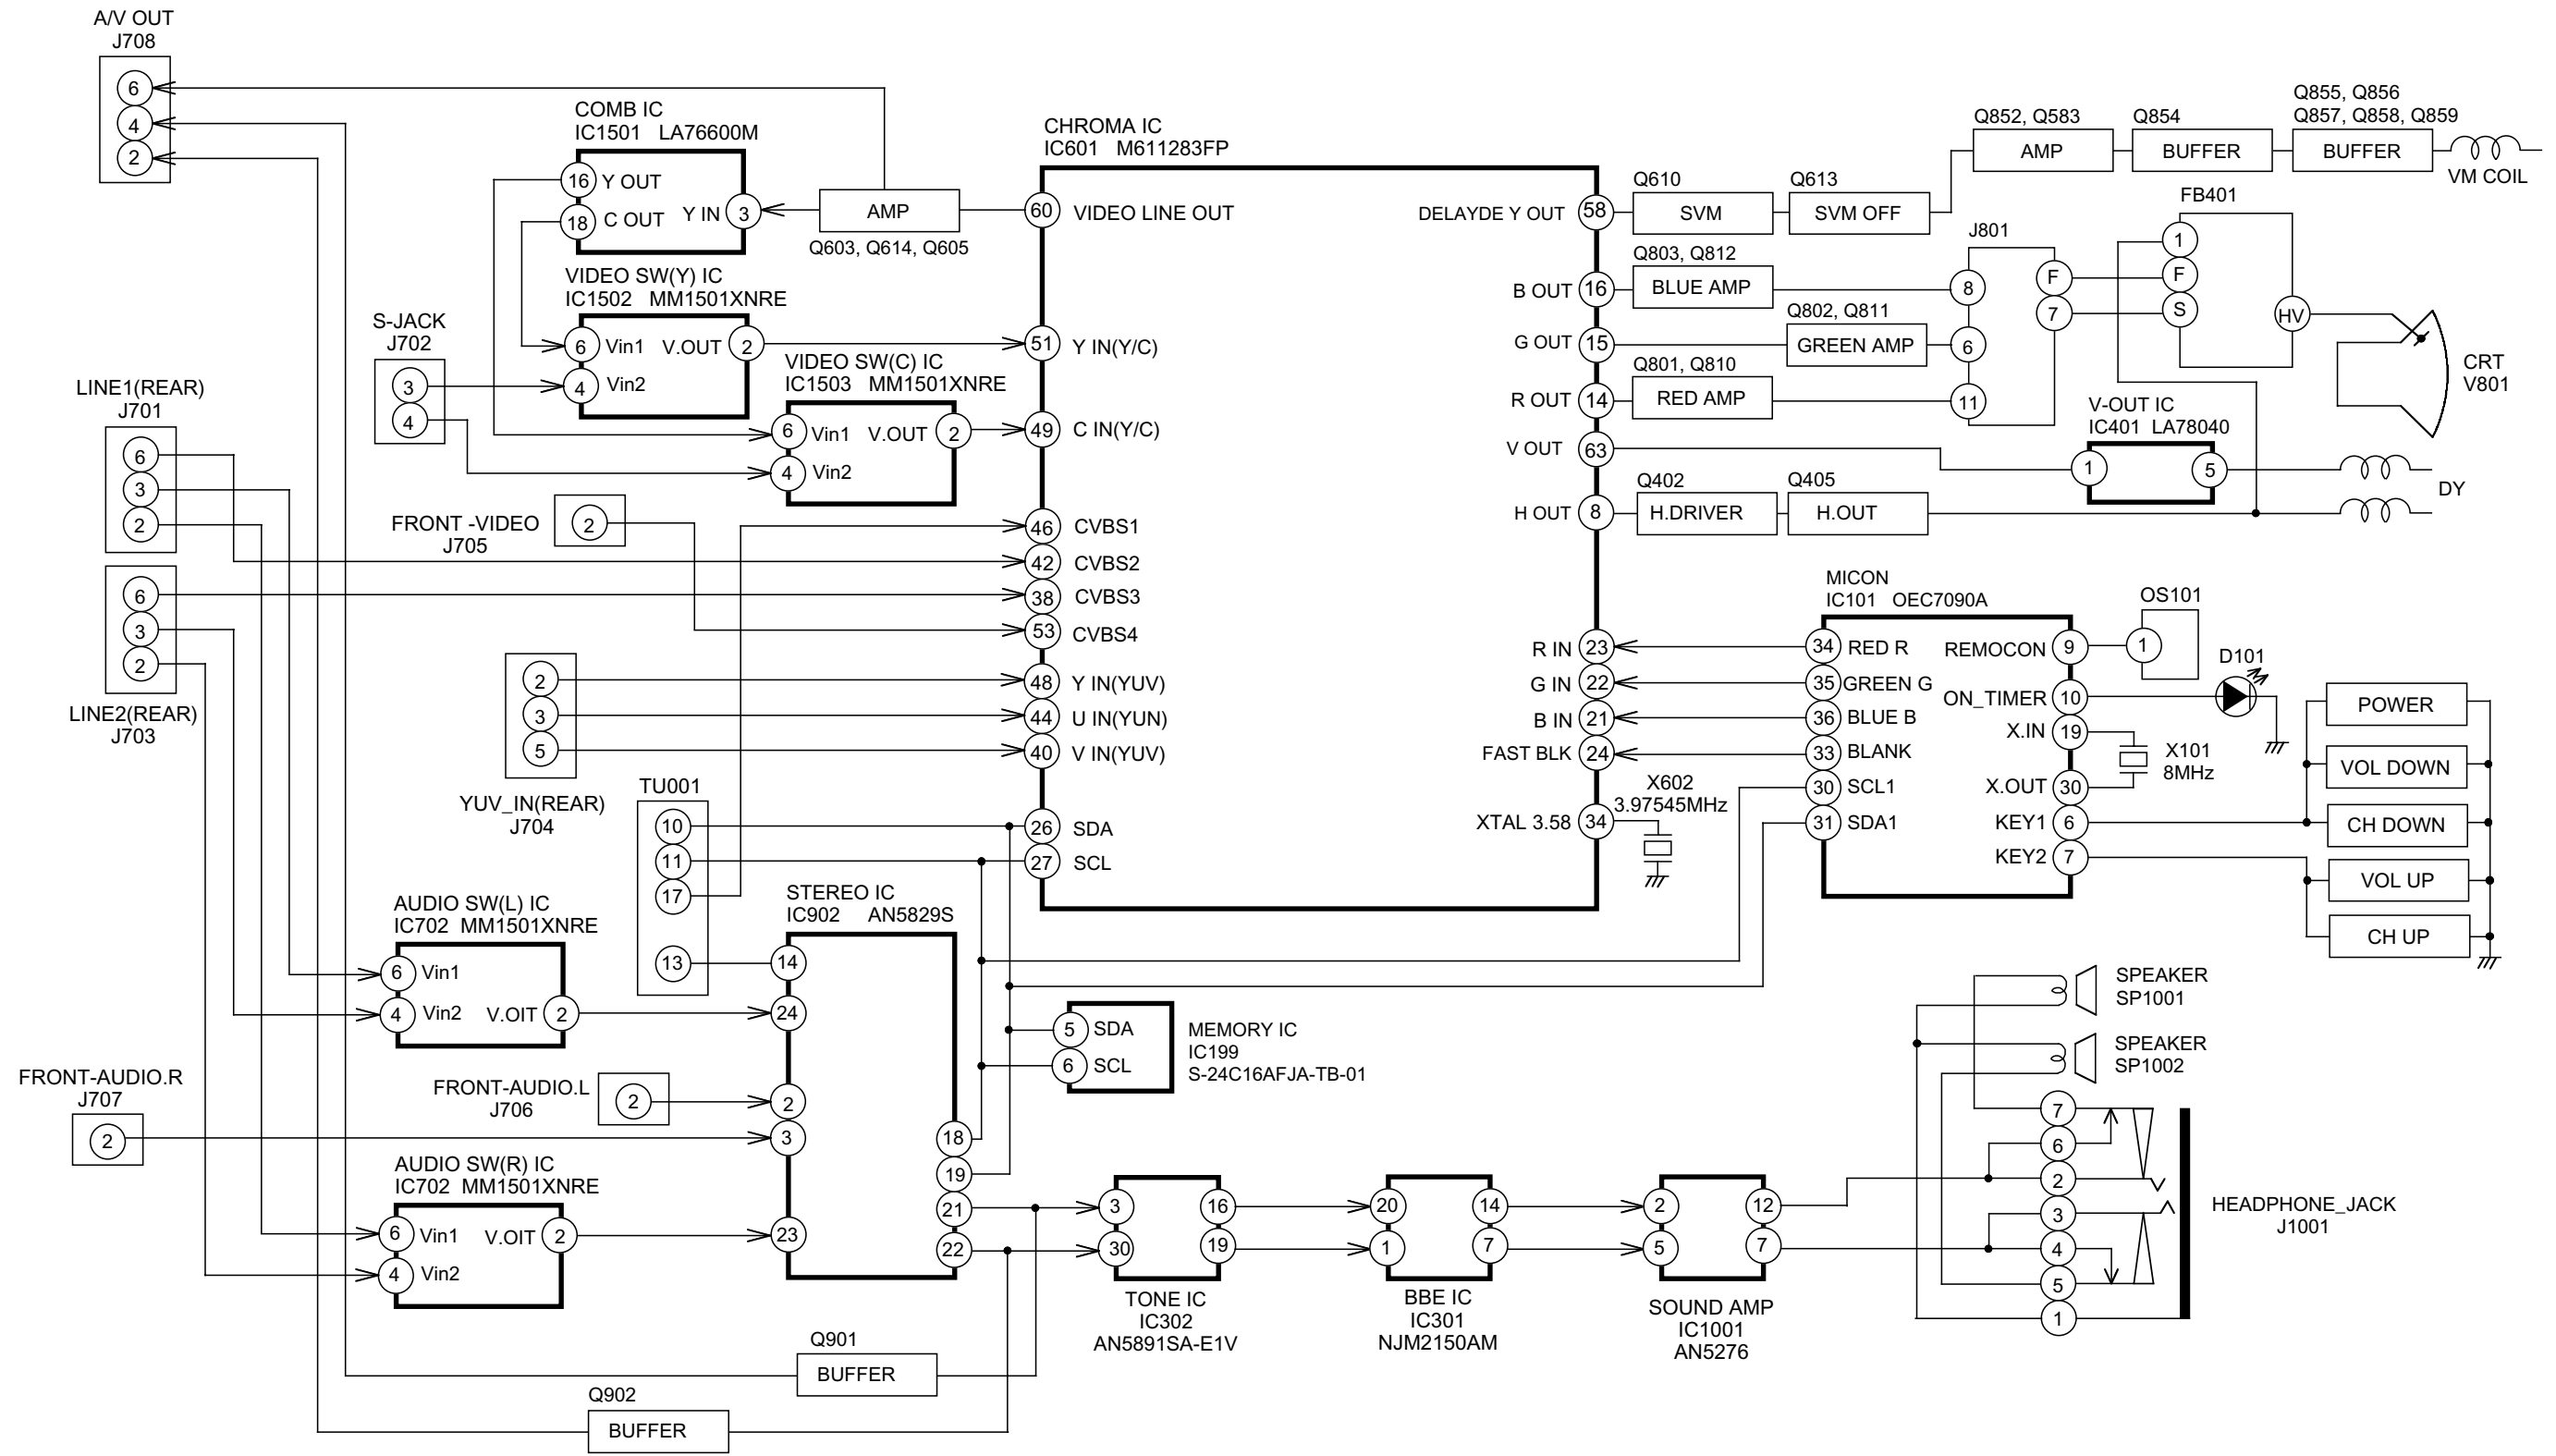 A/V OUT
J708
6
4
2
COMB IC
IC1501 LA76600M
16 Y OUT
18 C OUT
Y IN 3
AMP
Q603, Q614, Q605
VIDEO SW(Y) IC
IC1502 MM1501XNRE
6 Vin1 V.OUT 2
4 Vin2
S-JACK
J702
3
4
VIDEO SW(C) IC
IC1503 MM1501XNRE
6 Vin1 V.OUT 2
4 Vin2
LINE1(REAR)
J701
6
3
2
FRONT -VIDEO
J705
2
6
3
2
LINE2(REAR)
J703
2
3
5
YUV_IN(REAR)
J704
TU001
10
11
17
13
CHROMA IC
IC601 M611283FP
60 VIDEO LINE OUT
51 Y IN(Y/C)
49 C IN(Y/C)
46 CVBS1
42 CVBS2
38 CVBS3
53 CVBS4
48 Y IN(YUV)
44 U IN(YUN)
40 V IN(YUV)
26 SDA
27 SCL
DELAYDE Y OUT 58
B OUT 16
G OUT 15
R OUT 14
V OUT 63
H OUT 8
R IN 23
G IN 22
B IN 21
FAST BLK 24
XTAL 3.58 34
X602
3.97545MHz
Q610
SVM
Q613
SVM OFF
Q852, Q583
AMP
Q854
BUFFER
Q855, Q856
Q857, Q858, Q859
BUFFER
VM COIL
Q803, Q812
BLUE AMP
Q802, Q811
GREEN AMP
Q801, Q810
RED AMP
J801
8
6
11
F
7
FB401
1
F
S
HV
CRT
V801
V-OUT IC
IC401 LA78040
1
5
DY
Q402
H.DRIVER
Q405
H.OUT
MICON
IC101 OEC7090A
34 RED R
35 GREEN G
36 BLUE B
33 BLANK
30 SCL1
31 SDA1
REMOCON 9
ON_TIMER 10
X.IN 19
X.OUT 30
KEY1 6
KEY2 7
OS101
1
D101
X101
8MHz
POWER
VOL DOWN
CH DOWN
VOL UP
CH UP
AUDIO SW(L) IC
IC702 MM1501XNRE
6 Vin1
4 Vin2 V.OIT 2
STEREO IC
IC902 AN5829S
14
24
2
3
23
18
19
21
22
MEMORY IC
IC199
S-24C16AFJA-TB-01
5 SDA
6 SCL
FRONT-AUDIO.R
J707
2
FRONT-AUDIO.L
J706
2
AUDIO SW(R) IC
IC702 MM1501XNRE
6 Vin1 V.OIT 2
4 Vin2
3
30
16
19
TONE IC
IC302
AN5891SA-E1V
20
1
14
7
BBE IC
IC301
NJM2150AM
2
5
12
7
SOUND AMP
IC1001
AN5276
SPEAKER
SP1001
SPEAKER
SP1002
7
6
2
3
4
5
1
HEADPHONE_JACK
J1001
Q901
BUFFER
Q902
BUFFER